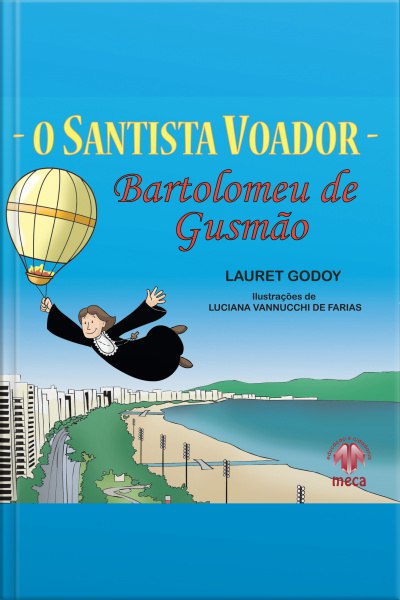 - O SANTISTA VOADOR -
Bartolomeu de
Gusmão
LAURET GODOY
Ilustrações de
LUCIANA VANNUCCHI DE FARIAS
meca